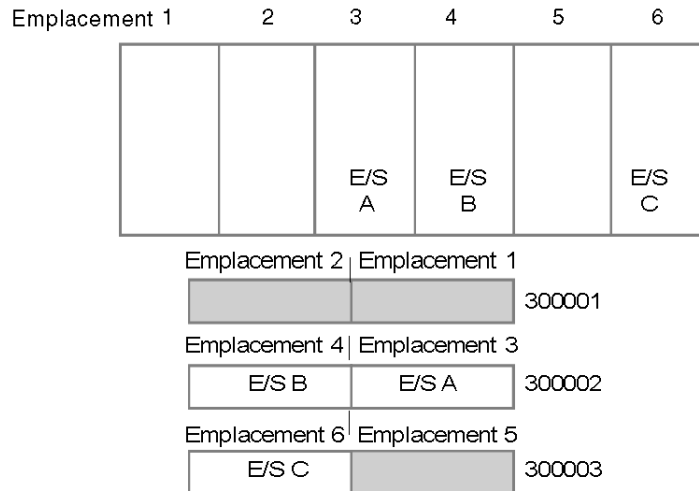 Emplacement 1 2 3 4 5 6
E/S A E/S B E/S C
Emplacement 2 Emplacement 1
300001
Emplacement 4 Emplacement 3
E/S B E/S A 300002
Emplacement 6 Emplacement 5
E/S C 300003